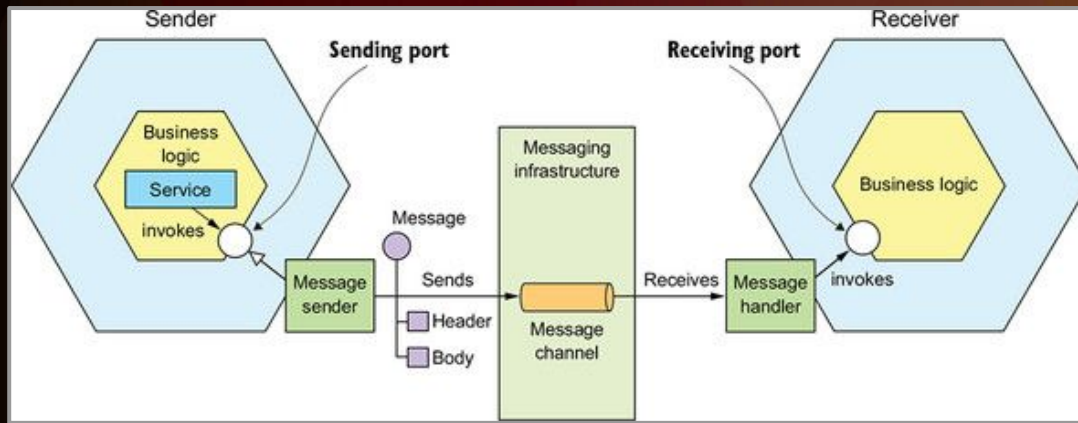 Sender
Receiver
Sending port
Receiving port
Business
logic
Service
invokes
Message
sender
Message
Sends
Header
Body
Messaging
infrastructure
Message
channel
Receives
Message
handler
invokes
Business logic